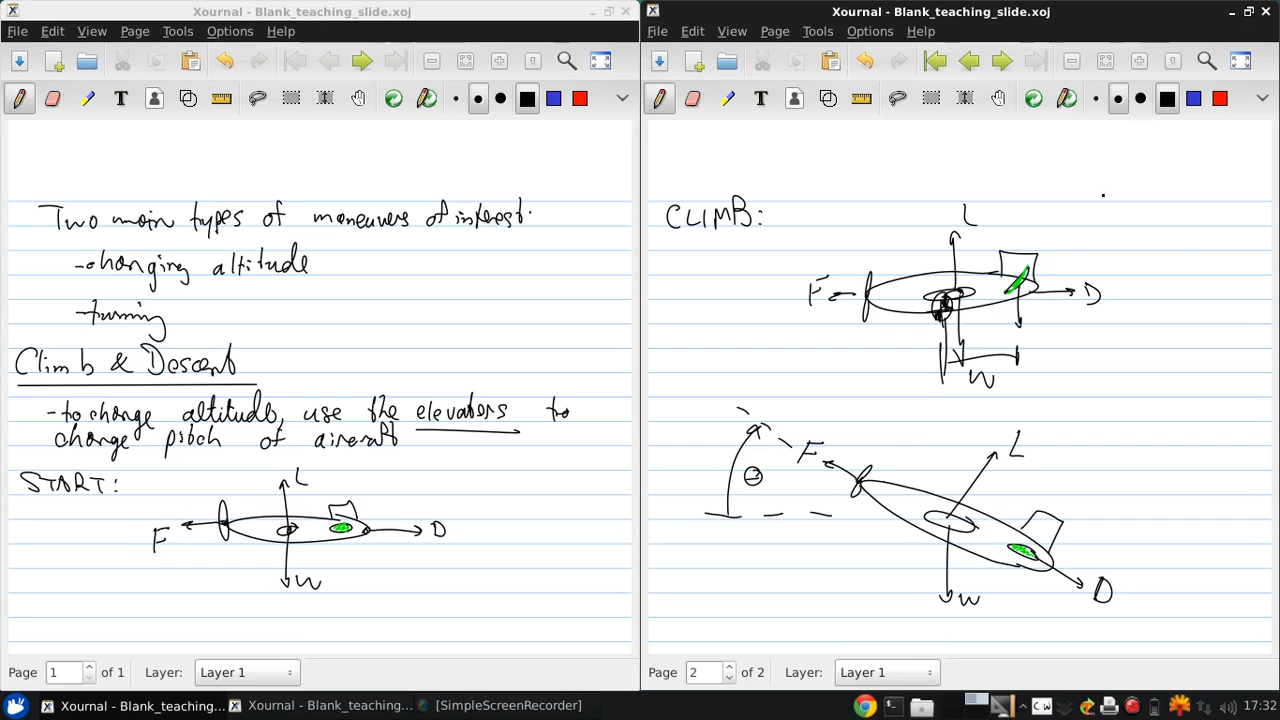 Xournal - Blank_teaching_slide.xoj
File Edit View Page Tools Options Help
Two main types of maneuvers of interest:
-changing altitude
-turning
Climb & Descent
-to change altitude, use the elevators to
change pitch of aircraft
START:
L
F
D
W
Page 1 of 1 Layer: Layer 1
Xournal - Blank_teaching_slide.xoj
File Edit View Page Tools Options Help
CLIMB:
L
F
D
W
F
L
Θ
W
D
Page 2 of 2 Layer: Layer 1
Xournal - Blank_teaching_... Xournal - Blank_teaching_... [SimpleScreenRecorder] CW 17:32